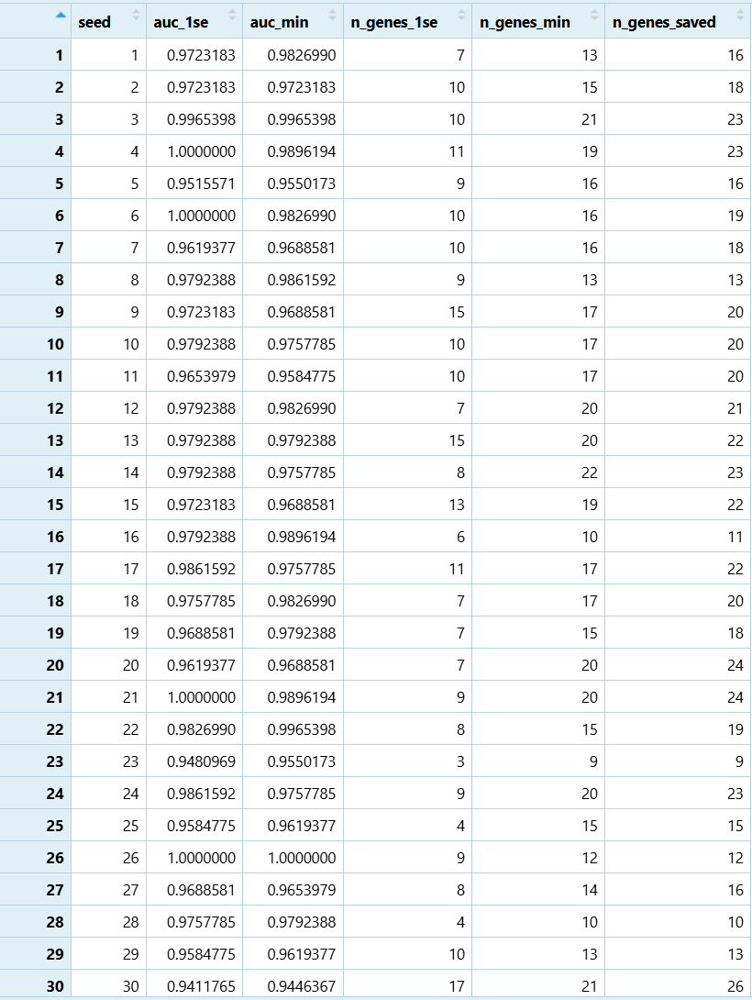 seed auc_1se auc_min n_genes_1se n_genes_min n_genes_saved
1 1 0.9723183 0.9826990 7 13 16
2 2 0.9723183 0.9723183 10 15 18
3 3 0.9965398 0.9965398 10 21 23
4 4 1.0000000 0.9896194 11 19 23
5 5 0.9515571 0.9550173 9 16 16
6 6 1.0000000 0.9826990 10 16 19
7 7 0.9619377 0.9688581 10 16 18
8 8 0.9792388 0.9861592 9 13 13
9 9 0.9723183 0.9688581 15 17 20
10 10 0.9792388 0.9757785 10 17 20
11 11 0.9653979 0.9584775 10 17 20
12 12 0.9792388 0.9826990 7 20 21
13 13 0.9792388 0.9792388 15 20 22
14 14 0.9792388 0.9757785 8 22 23
15 15 0.9723183 0.9688581 13 19 22
16 16 0.9792388 0.9896194 6 10 11
17 17 0.9861592 0.9757785 11 17 22
18 18 0.9757785 0.9826990 7 17 20
19 19 0.9688581 0.9792388 7 15 18
20 20 0.9619377 0.9688581 7 20 24
21 21 1.0000000 0.9896194 9 20 24
22 22 0.9826990 0.9965398 8 15 19
23 23 0.9480969 0.9550173 3 9 9
24 24 0.9861592 0.9757785 9 20 23
25 25 0.9584775 0.9619377 4 15 15
26 26 1.0000000 1.0000000 9 12 12
27 27 0.9688581 0.9653979 8 14 16
28 28 0.9757785 0.9792388 4 10 10
29 29 0.9584775 0.9619377 10 13 13
30 30 0.9411765 0.9446367 17 21 26